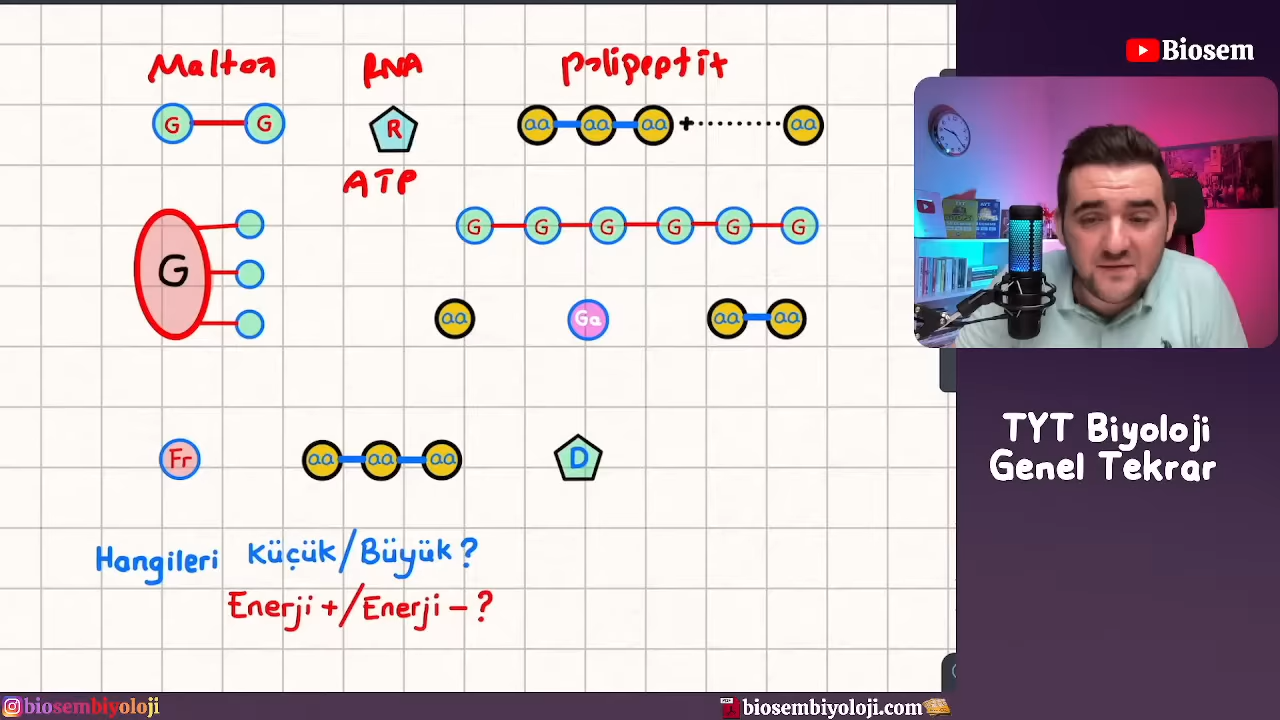 Maltoz RNA Polipeptit
G G R aa aa aa + aa
ATP
G G G G G G
G
aa Ga aa aa
Fr aa aa aa D
Hangileri Küçük/Büyük?
Enerji +/Enerji - ?
Biosem
TYT Biyoloji
Genel Tekrar
biosembiyoloji
biosembiyoloji.com